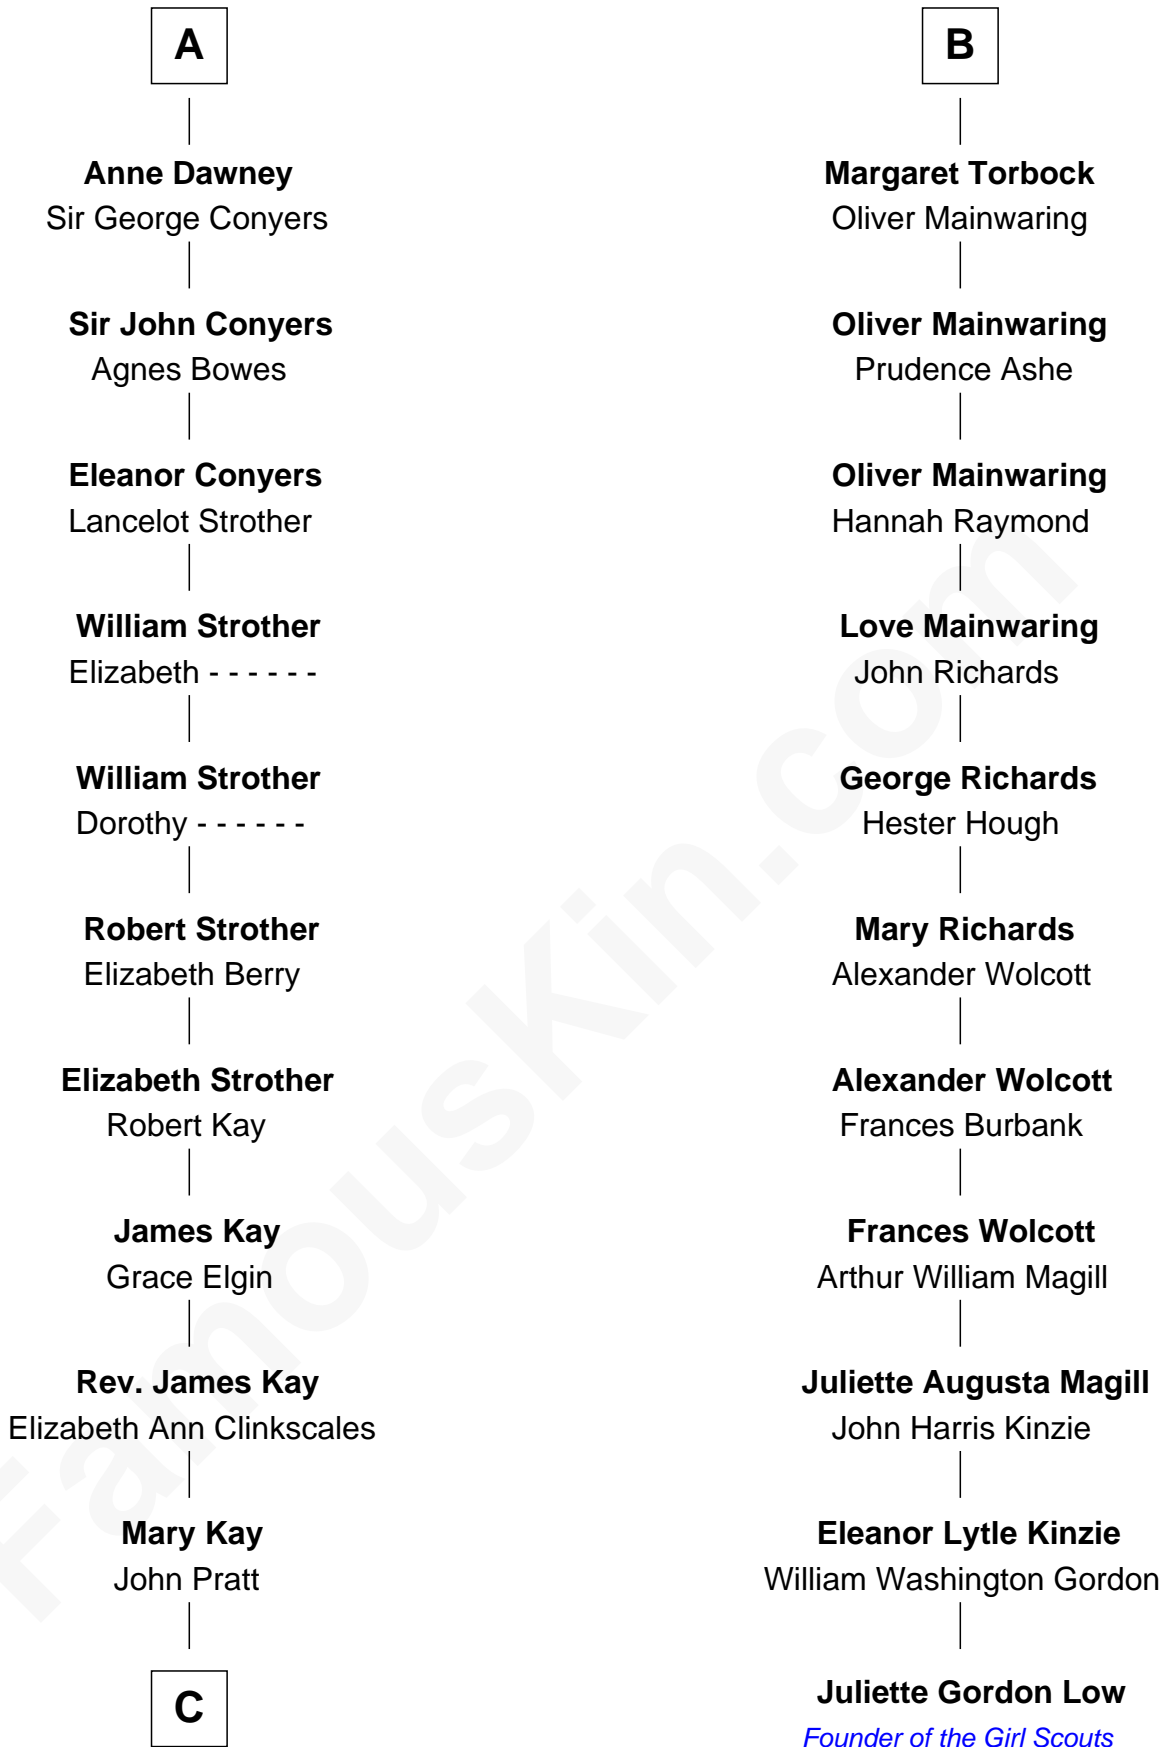 A
Anne Dawney
Sir George Conyers
Sir John Conyers
Agnes Bowes
Eleanor Conyers
Lancelot Strother
William Strother
Elizabeth - - - - - -
William Strother
Dorothy - - - - - -
Robert Strother
Elizabeth Berry
Elizabeth Strother
Robert Kay
James Kay
Grace Elgin
Rev. James Kay
Elizabeth Ann Clinkscales
Mary Kay
John Pratt
C
B
Margaret Torbock
Oliver Mainwaring
Oliver Mainwaring
Prudence Ashe
Oliver Mainwaring
Hannah Raymond
Love Mainwaring
John Richards
George Richards
Hester Hough
Mary Richards
Alexander Wolcott
Alexander Wolcott
Frances Burbank
Frances Wolcott
Arthur William Magill
Juliette Augusta Magill
John Harris Kinzie
Eleanor Lytle Kinzie
William Washington Gordon
Juliette Gordon Low
Founder of the Girl Scouts
FamousKin.com